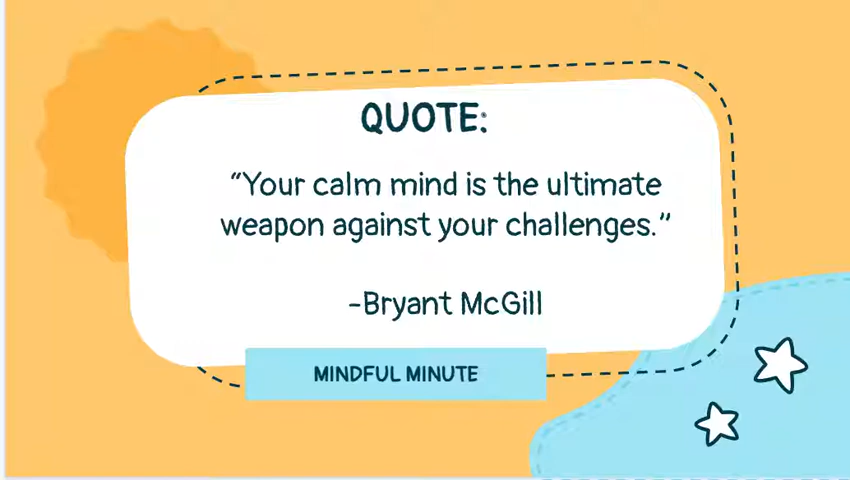 QUOTE:
“Your calm mind is the ultimate
weapon against your challenges.”
-Bryant McGill
MINDFUL MINUTE